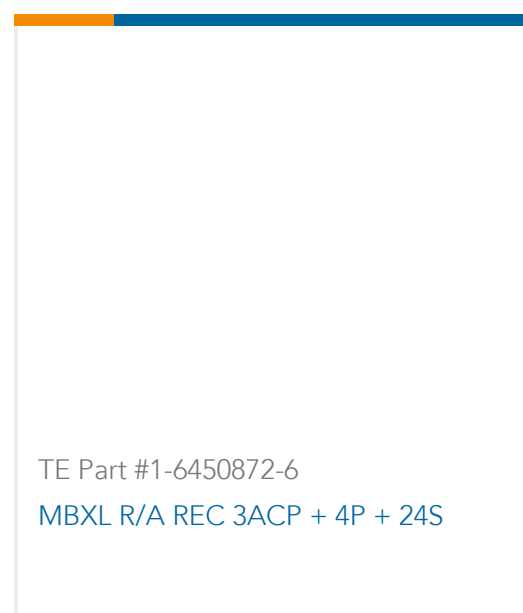 TE Part #1-6450872-6
MBXL R/A REC 3ACP + 4P + 24S